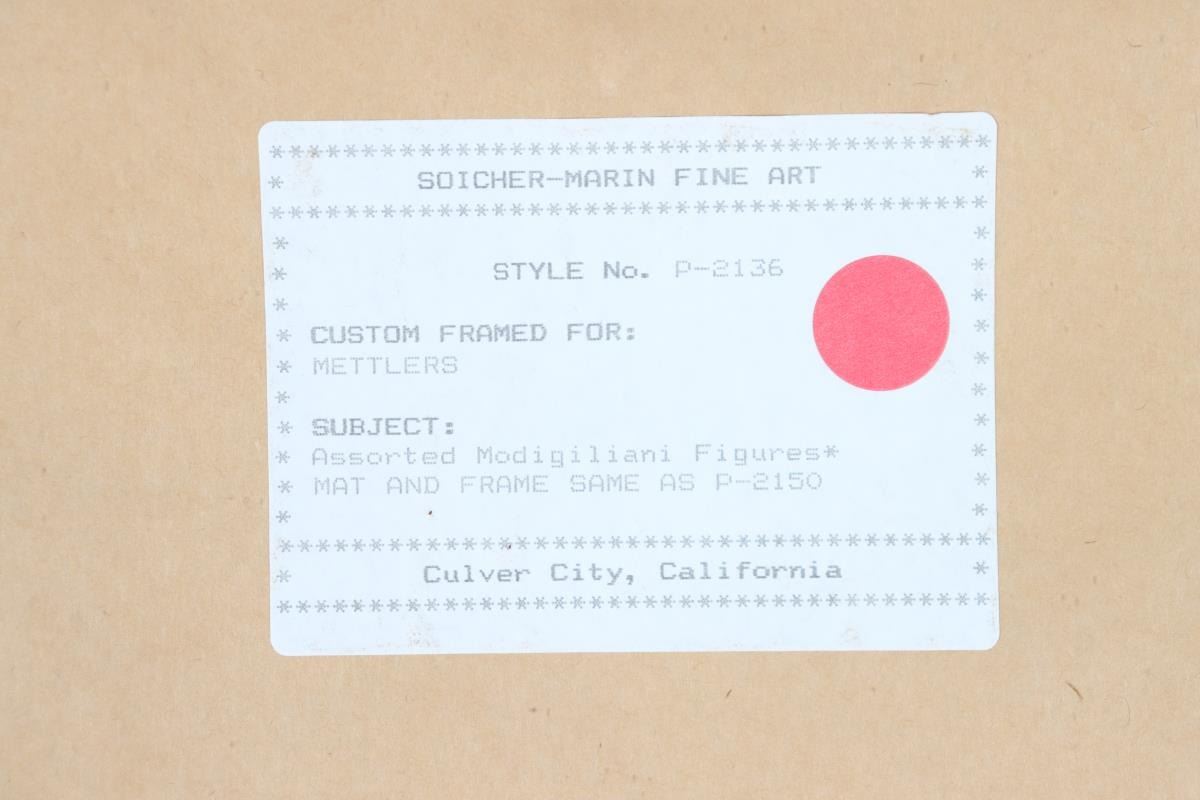 * * * * * * * * * * * * * * * * * * * * * * * * * * * * * * * * * * * * * * *
* SOICHER-MARIN FINE ART *
* * * * * * * * * * * * * * * * * * * * * * * * * * * * * * * * * * * * * * *
* *
* STYLE No. P-2136 *
* *
* CUSTOM FRAMED FOR: *
* METTLERS *
* *
* SUBJECT: *
* Assorted Modigiliani Figures* *
* MAT AND FRAME SAME AS P-2150 *
* *
* * * * * * * * * * * * * * * * * * * * * * * * * * * * * * * * * * * * * * *
* Culver City, California *
* * * * * * * * * * * * * * * * * * * * * * * * * * * * * * * * * * * * * * *